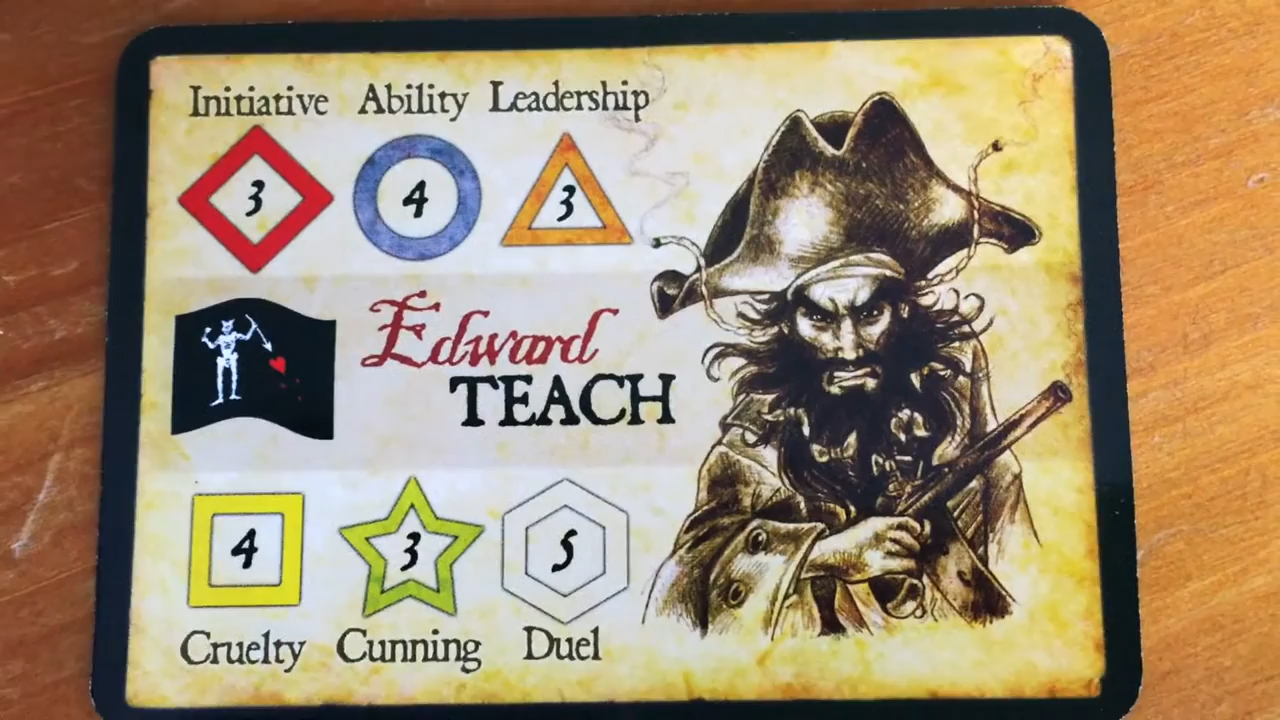 Initiative Ability Leadership
3 4 3
Edward
TEACH
4 3 5
Cruelty Cunning Duel